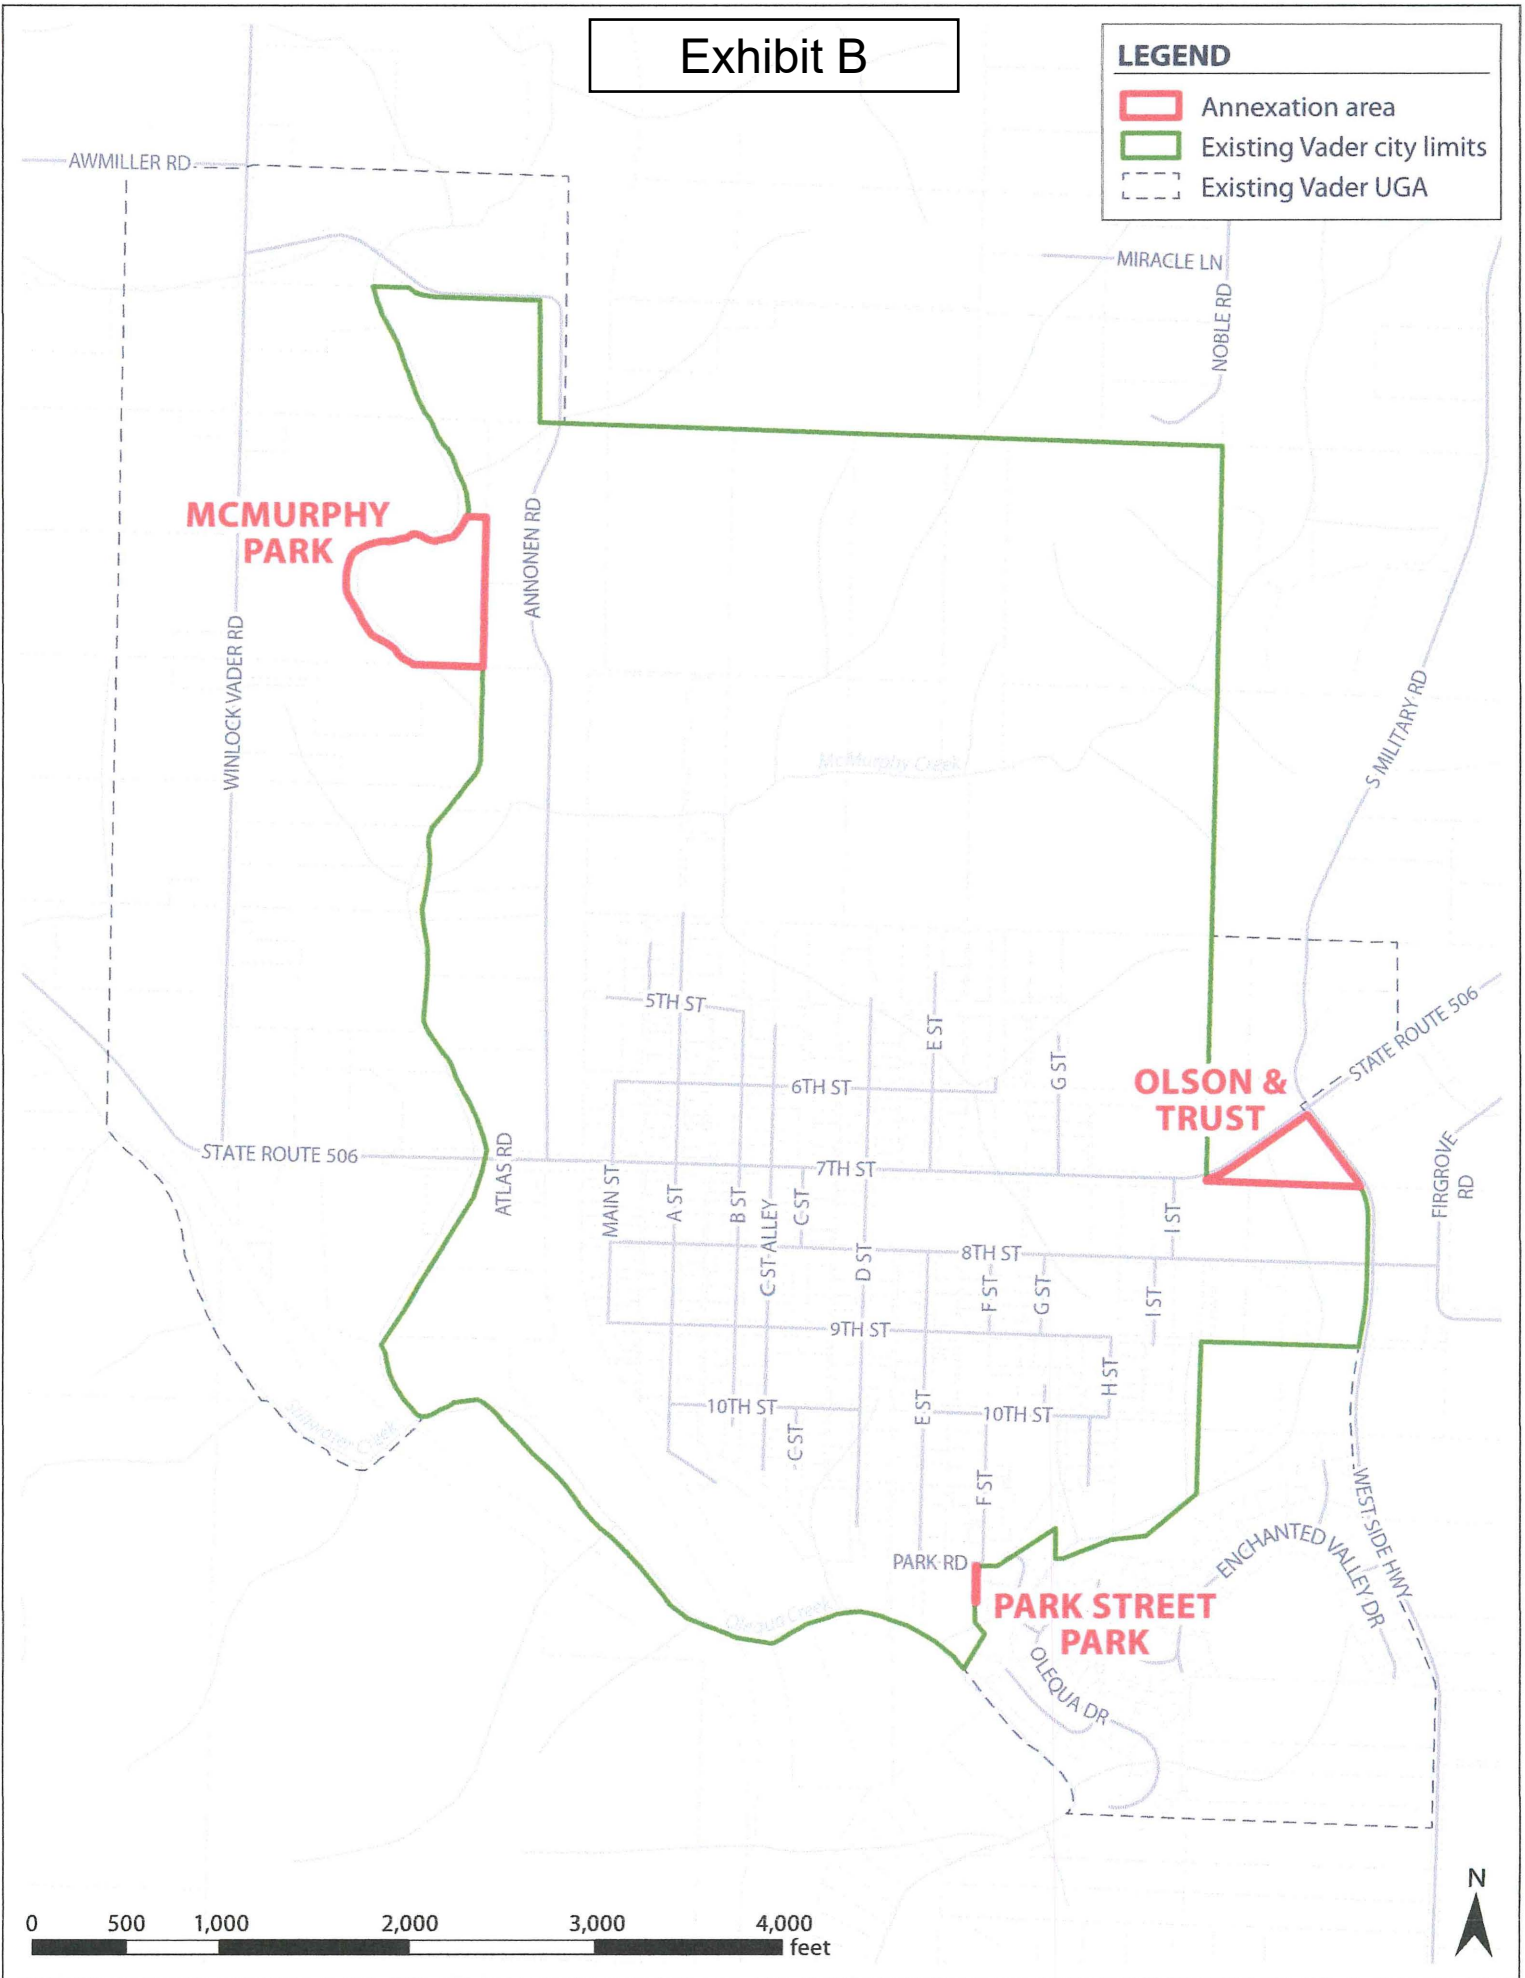 Exhibit B
LEGEND
Annexation area
Existing Vader city limits
Existing Vader UGA
AWMILLER RD
MIRACLE LN
NOBLE RD
MCMURPHY
PARK
ANNONEN RD
WINLOCK VADER RD
S MILITARY RD
McMurphy Creek
5TH ST
E ST
STATE ROUTE 506
G ST
OLSON &
TRUST
6TH ST
STATE ROUTE 506
ATLAS RD
7TH ST
FIRGROVE
RD
MAIN ST
A ST
B ST
C ST ALLEY
C ST
D ST
I ST
8TH ST
F ST
G ST
I ST
9TH ST
H ST
E ST
10TH ST
10TH ST
C ST
Stillwater Creek
F ST
WEST SIDE HWY
ENCHANTED VALLEY DR
PARK RD
PARK STREET
PARK
Olequa Creek
OLEQUA DR
N
0 500 1,000 2,000 3,000 4,000
feet